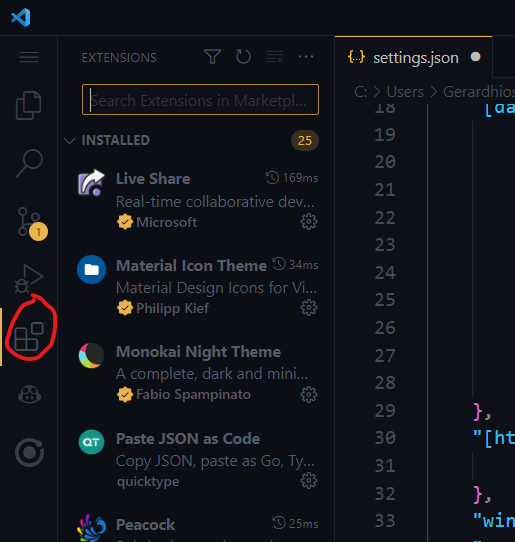 EXTENSIONS
Search Extensions in Marketpl...
INSTALLED 25
Live Share 169ms
Real-time collaborative dev...
Microsoft
Material Icon Theme 34ms
Material Design Icons for Vi...
Philipp Kief
Monokai Night Theme
A complete, dark and mini...
Fabio Spampinato
QT
Paste JSON as Code
Copy JSON, paste as Go, Ty...
quicktype
Peacock 25ms
1
{··} settings.json
C: > Users > Gerardhios
18 "[da
19
20
21
22
23
24
25
26
27
28
29 },
30 "[ht
31
32 },
33 "win